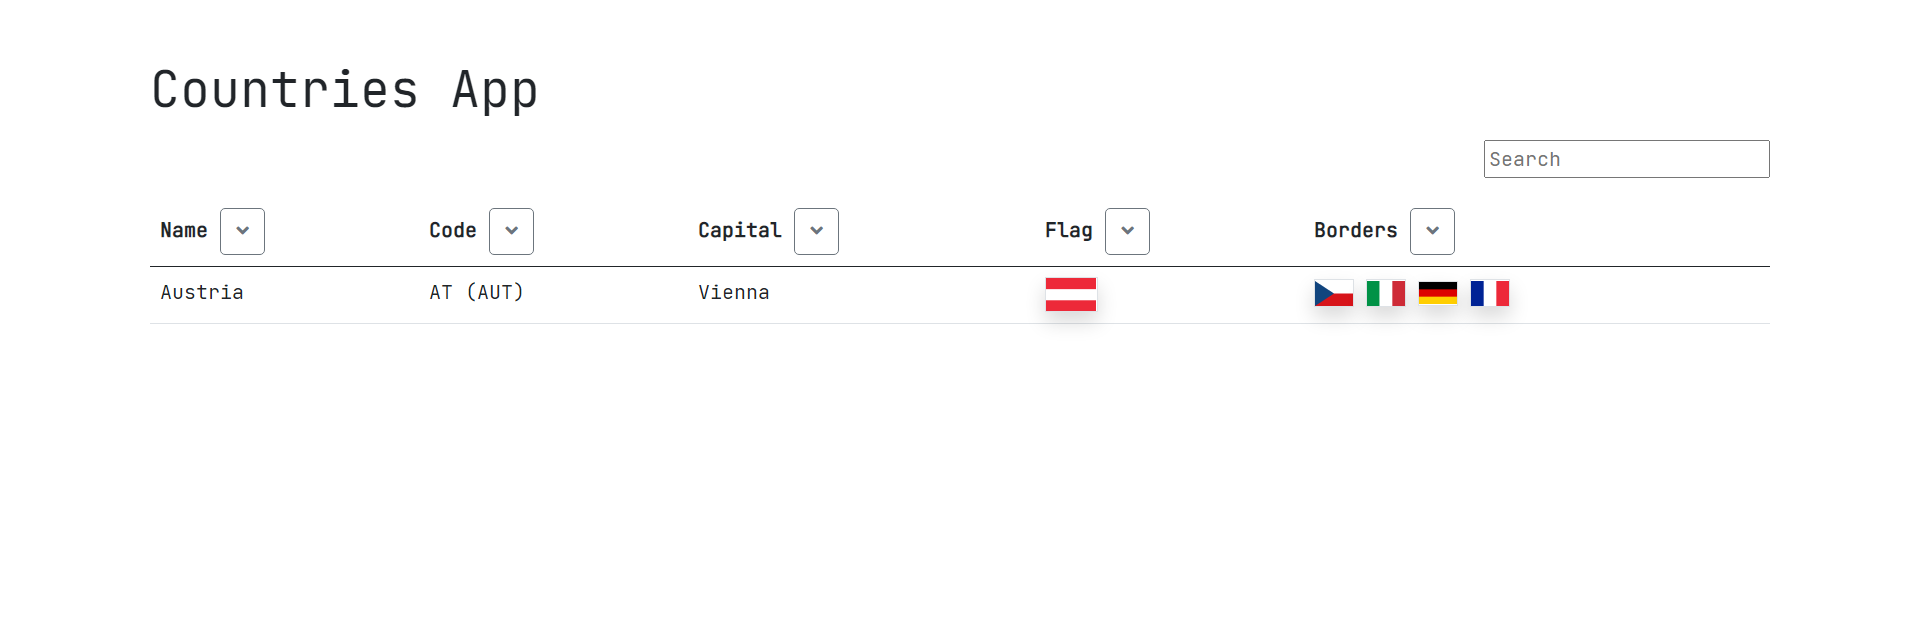 Countries App
Search
Name Code Capital Flag Borders
Austria AT (AUT) Vienna